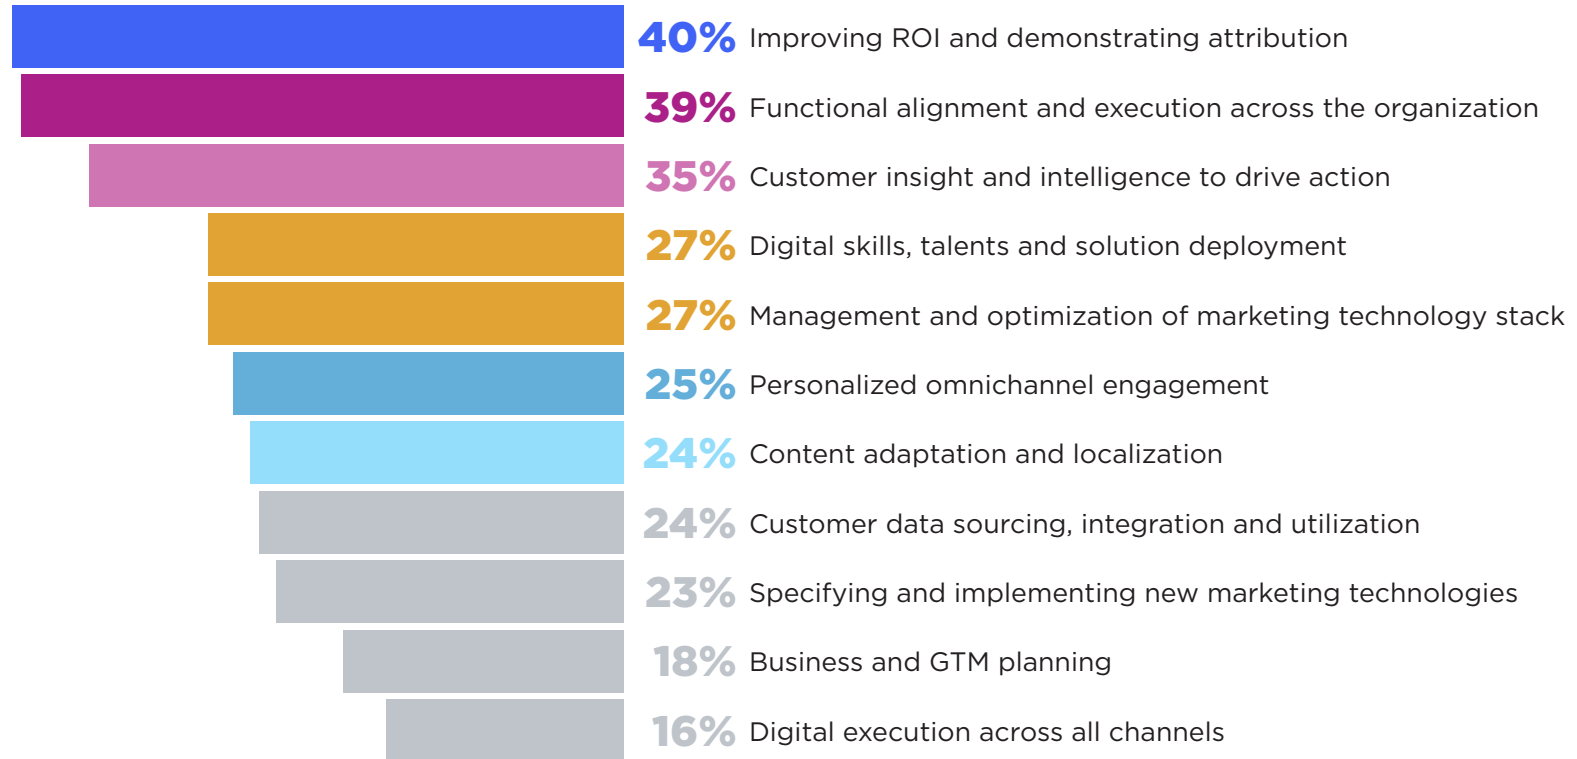 40% Improving ROI and demonstrating attribution
39% Functional alignment and execution across the organization
35% Customer insight and intelligence to drive action
27% Digital skills, talents and solution deployment
27% Management and optimization of marketing technology stack
25% Personalized omnichannel engagement
24% Content adaptation and localization
24% Customer data sourcing, integration and utilization
23% Specifying and implementing new marketing technologies
18% Business and GTM planning
16% Digital execution across all channels